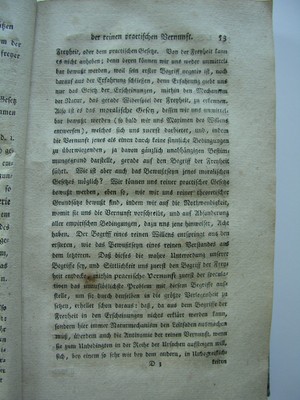 der reinen practischen Vernunft. 53
Freyheit, oder dem practischen Gesetze. Von der Freyheit kann
es nicht anheben; denn deren können wir uns weder unmittel-
bar bewußt werden, weil ihr erster Begriff negativ ist, noch
darauf aus der Erfahrung schließen, denn Erfahrung giebt uns
nur das Gesetz der Erscheinungen, mithin den Mechanism
der Natur, das gerade Widerspiel der Freyheit, zu erkennen.
Also ist es das moralische Gesetz, dessen wir uns unmittel-
bar bewußt werden (so bald wir uns Maximen des Willens
entwerfen), welches sich uns zuerst darbietet, und, indem
die Vernunft jenes als einen durch keine sinnliche Bedingungen
zu überwiegenden, ja davon gänzlich unabhängigen Bestim-
mungsgrund darstellt, gerade auf den Begriff der Freyheit
führt. Wie ist aber auch das Bewußtseyn jenes moralischen
Gesetzes möglich? Wir können uns reiner practischer Gesetze
bewußt werden, eben so, wie wir uns reiner theoretischer
Grundsätze bewußt sind, indem wir auf die Nothwendigkeit,
womit sie uns die Vernunft vorschreibt, und auf Absonderung
aller empirischen Bedingungen, dazu uns jene hinweiset, Acht
haben. Der Begriff eines reinen Willens entspringt aus den
ersteren, wie das Bewußtseyn eines reinen Verstandes aus
dem letzteren. Daß dieses die wahre Unterordnung unserer
Begriffe sey, und Sittlichkeit uns zuerst den Begriff der Frey-
heit entdecke, mithin practische Vernunft zuerst der speculati-
ven das unauflöslichste Problem mit diesem Begriffe auf-
stelle, um sie durch denselben in die größte Verlegenheit zu
setzen, erhellet schon daraus: daß, da aus dem Begriffe der
Freyheit in den Erscheinungen nichts erklärt werden kann,
sondern hier immer Naturmechanism den Leitfaden ausmachen
muß, überdem auch die Antinomie der reinen Vernunft, wenn
sie zum Unbedingten in der Reihe der Ursachen aufsteigen will,
sich, bey einem so sehr wie bey dem andern, in Unbegreiflich-
D 3 keiten